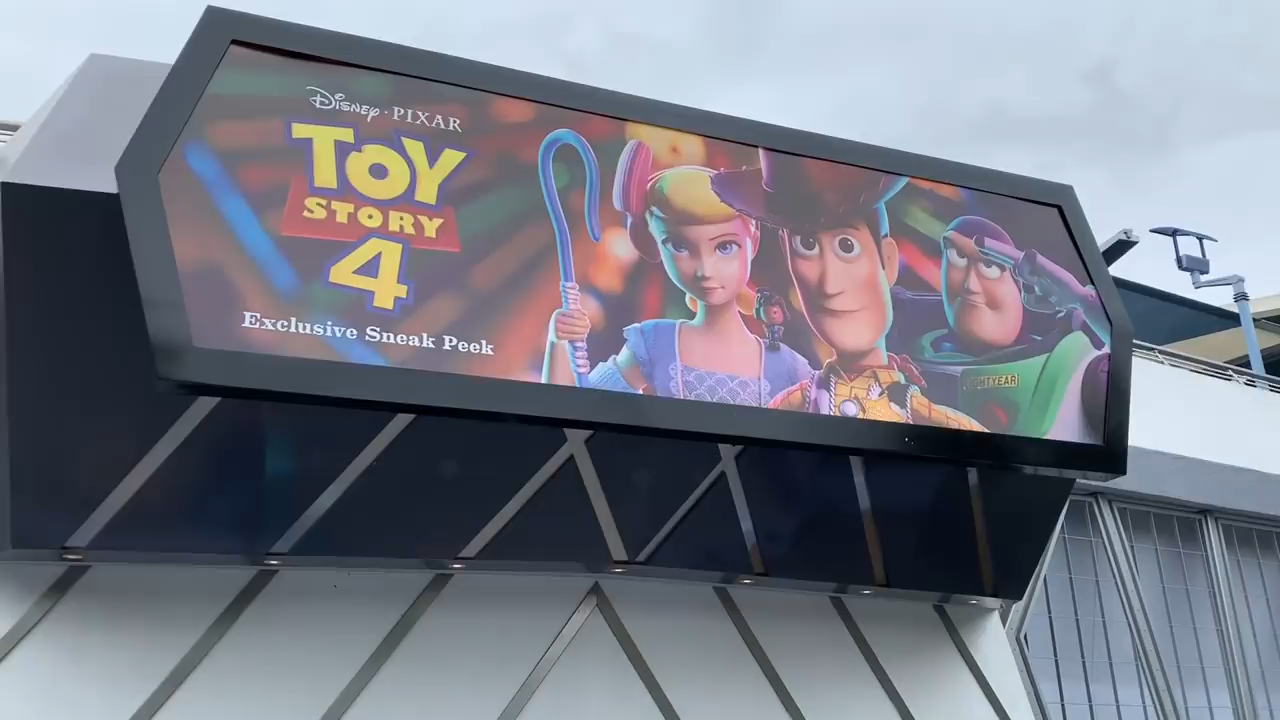 Disney · PIXAR
TOY
STORY
4
Exclusive Sneak Peek
LIGHTYEAR